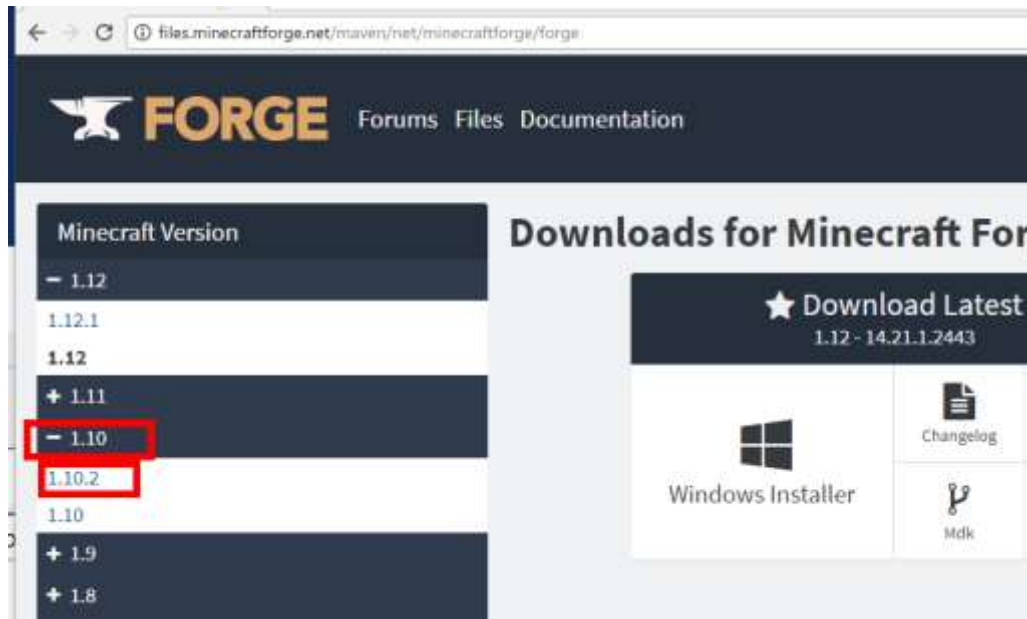 files.minecraftforge.net/maven/net/minecraftforge/forge
FORGE Forums Files Documentation
Minecraft Version
− 1.12
1.12.1
1.12
+ 1.11
− 1.10
1.10.2
1.10
+ 1.9
+ 1.8
Downloads for Minecraft For
Download Latest
1.12 - 14.21.1.2443
Windows Installer
Changelog
Mdk